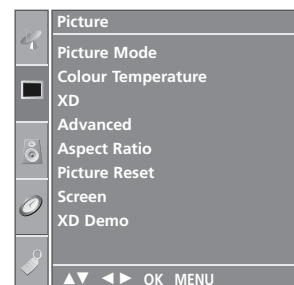 Picture
Picture Mode
Colour Temperature
XD
Advanced
Aspect Ratio
Picture Reset
Screen
XD Demo
▲▼ ◄► OK MENU